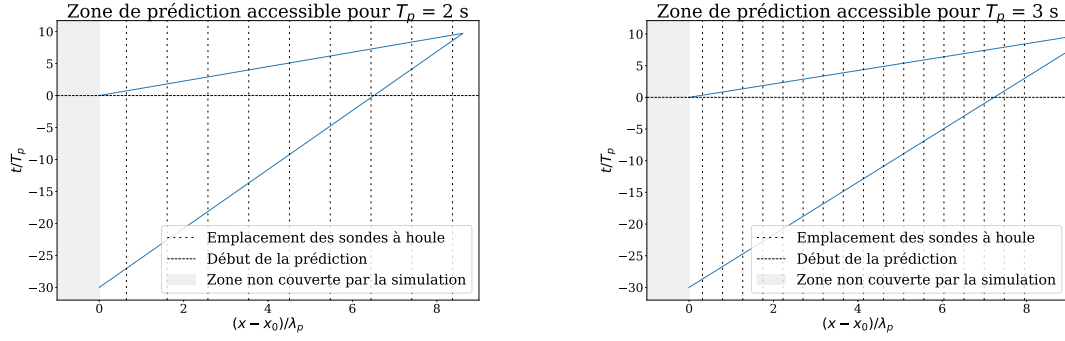 Zone de prédiction accessible pour T_p = 2 s
10
5
0
−5
−10
−15
−20
−25
−30
t/T_p
0
2
4
6
8
(x − x_0)/λ_p
Emplacement des sondes à houle
Début de la prédiction
Zone non couverte par la simulation
Zone de prédiction accessible pour T_p = 3 s
10
5
0
−5
−10
−15
−20
−25
−30
t/T_p
0
2
4
6
8
(x − x_0)/λ_p
Emplacement des sondes à houle
Début de la prédiction
Zone non couverte par la simulation